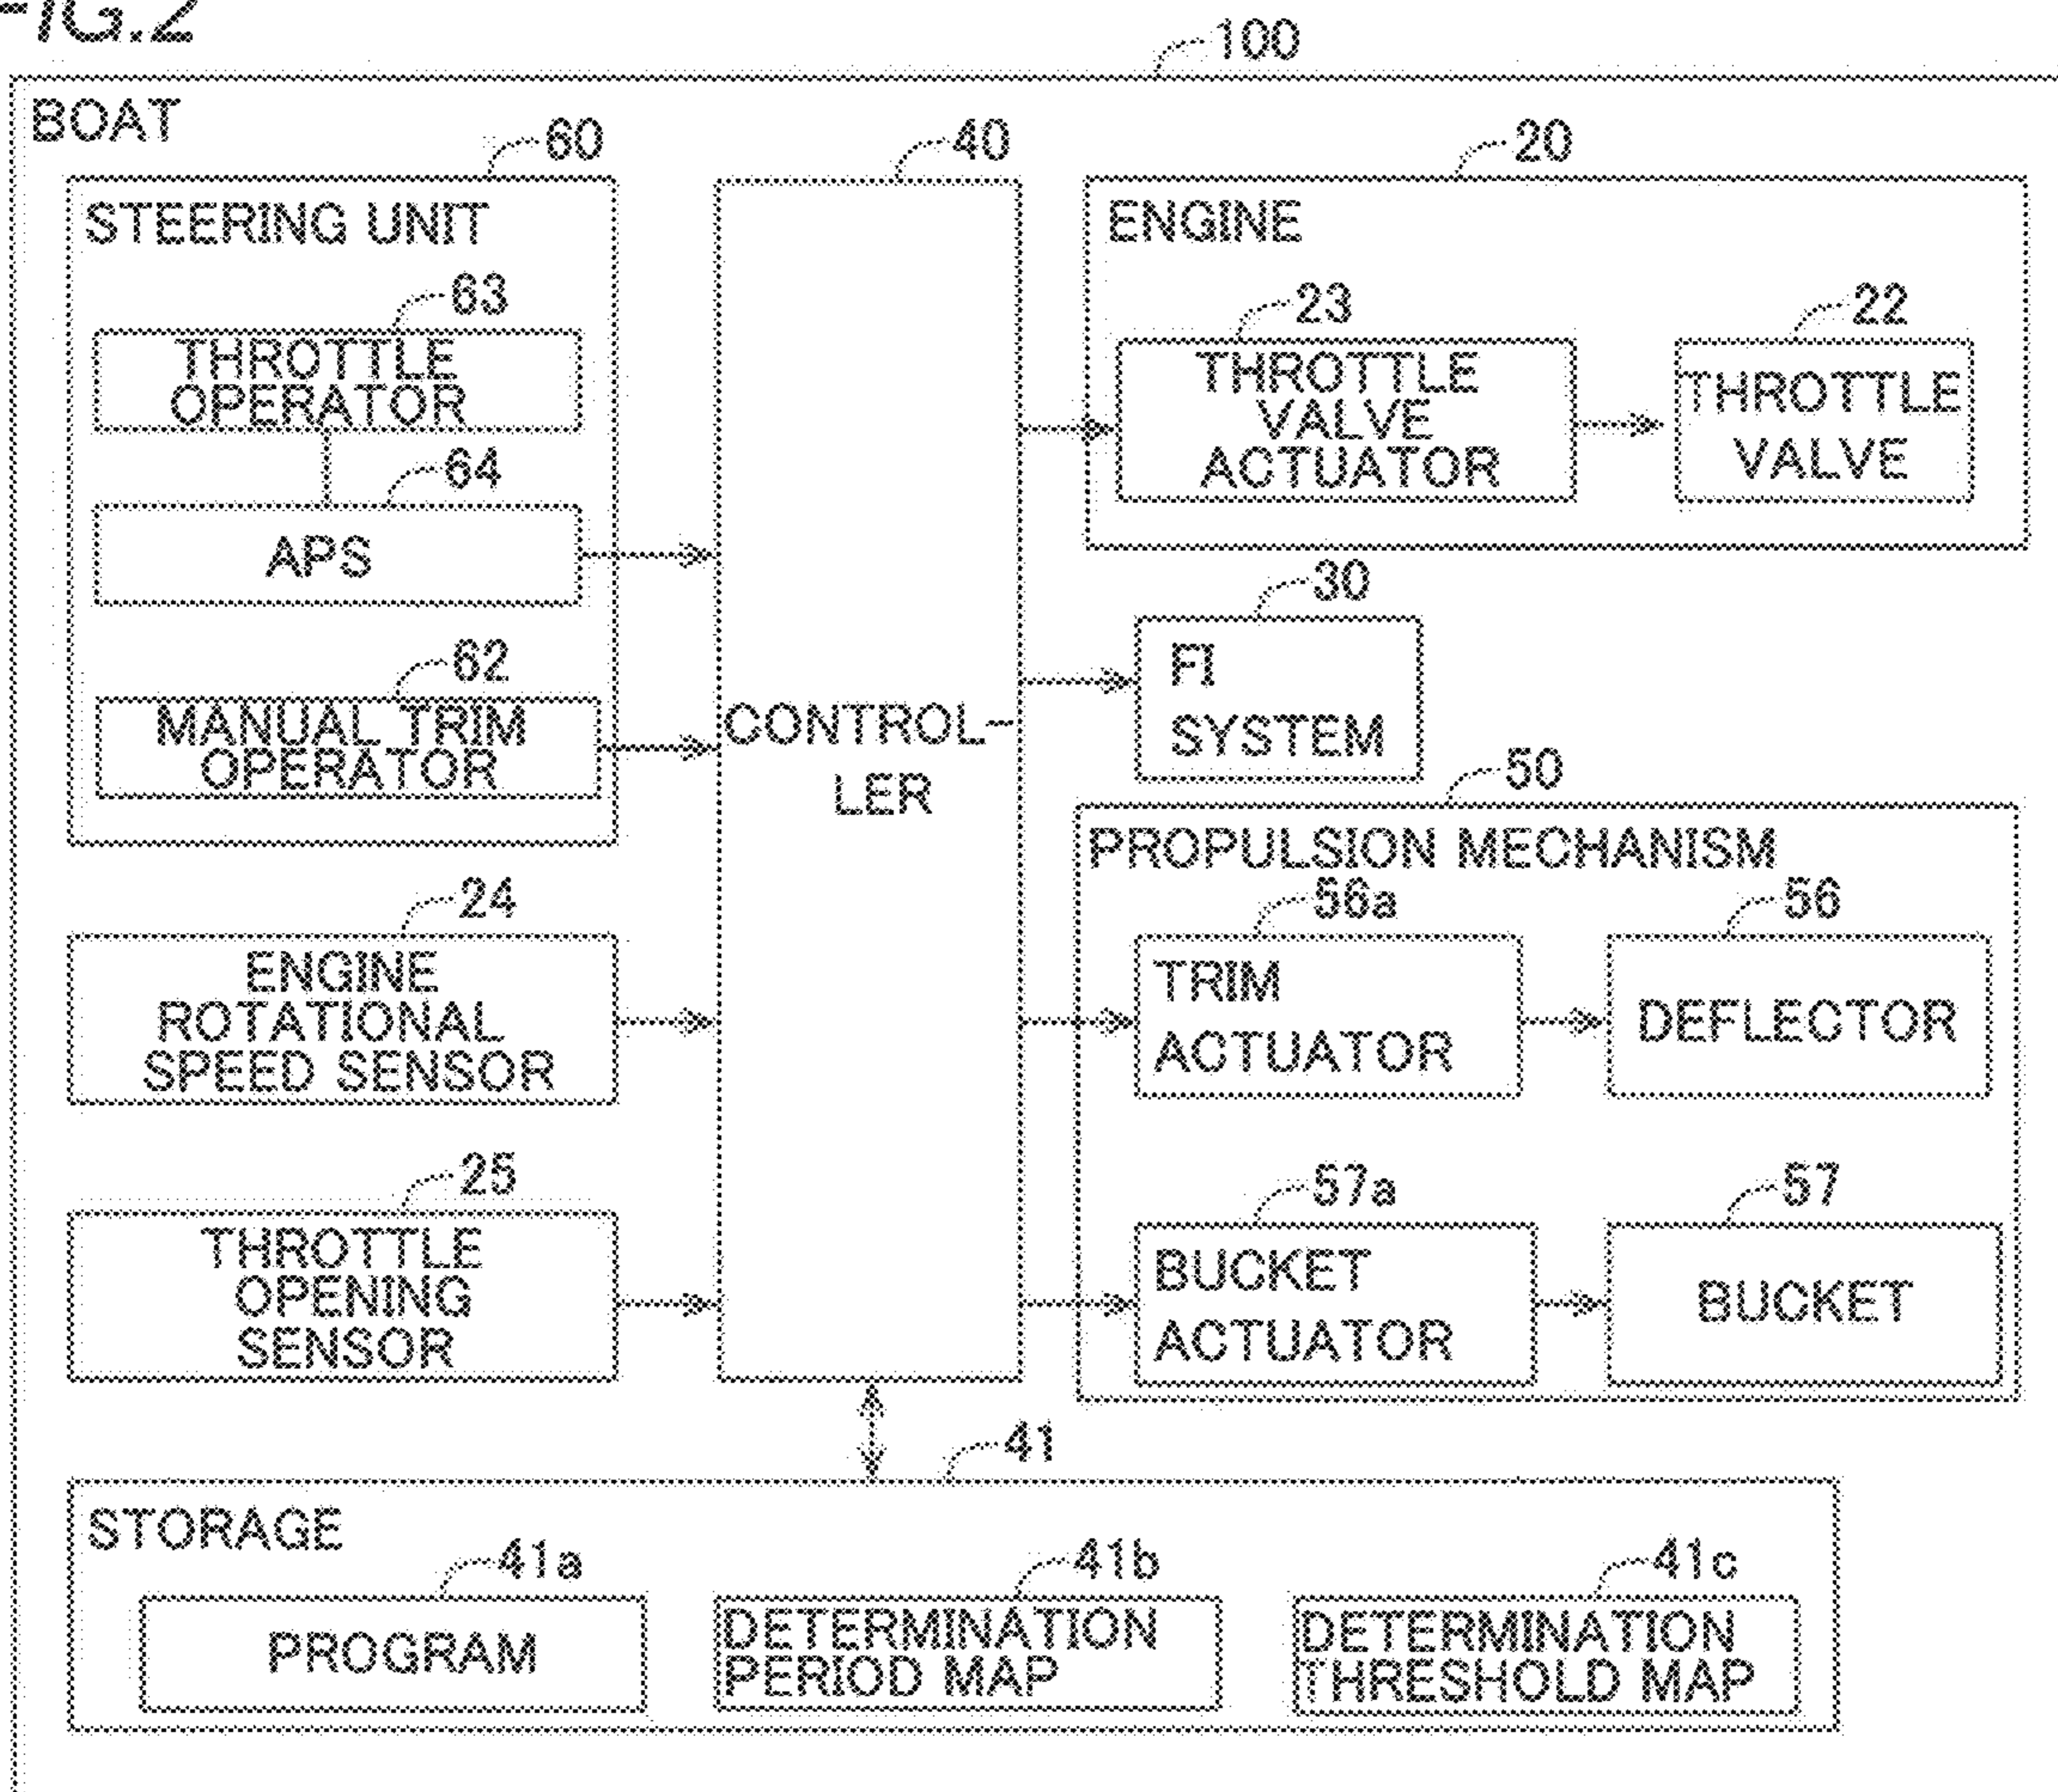 FIG.2
100
BOAT
60
STEERING UNIT
63
THROTTLE
OPERATOR
64
APS
62
MANUAL TRIM
OPERATOR
24
ENGINE
ROTATIONAL
SPEED SENSOR
25
THROTTLE
OPENING
SENSOR
40
CONTROL-
LER
20
ENGINE
23
THROTTLE
VALVE
ACTUATOR
22
THROTTLE
VALVE
30
FI
SYSTEM
50
PROPULSION MECHANISM
56a
TRIM
ACTUATOR
56
DEFLECTOR
57a
BUCKET
ACTUATOR
57
BUCKET
41
STORAGE
41a
PROGRAM
41b
DETERMINATION
PERIOD MAP
41c
DETERMINATION
THRESHOLD MAP